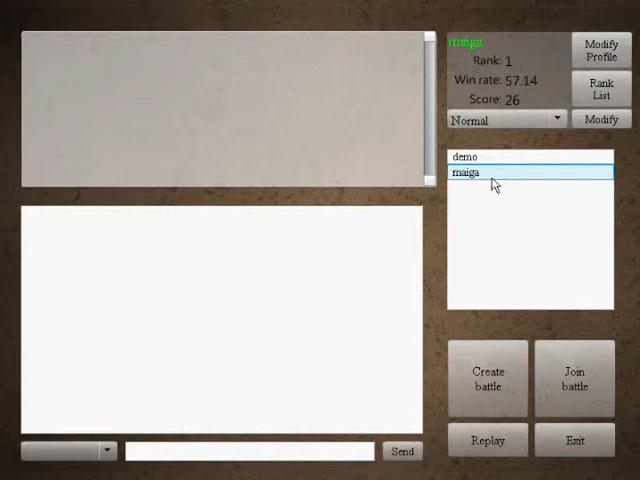 maiga
Rank: 1
Win rate: 57.14
Score: 26
Modify
Profile
Rank
List
Normal
Modify
demo
maiga
Create
battle
Join
battle
Replay
Exit
Send